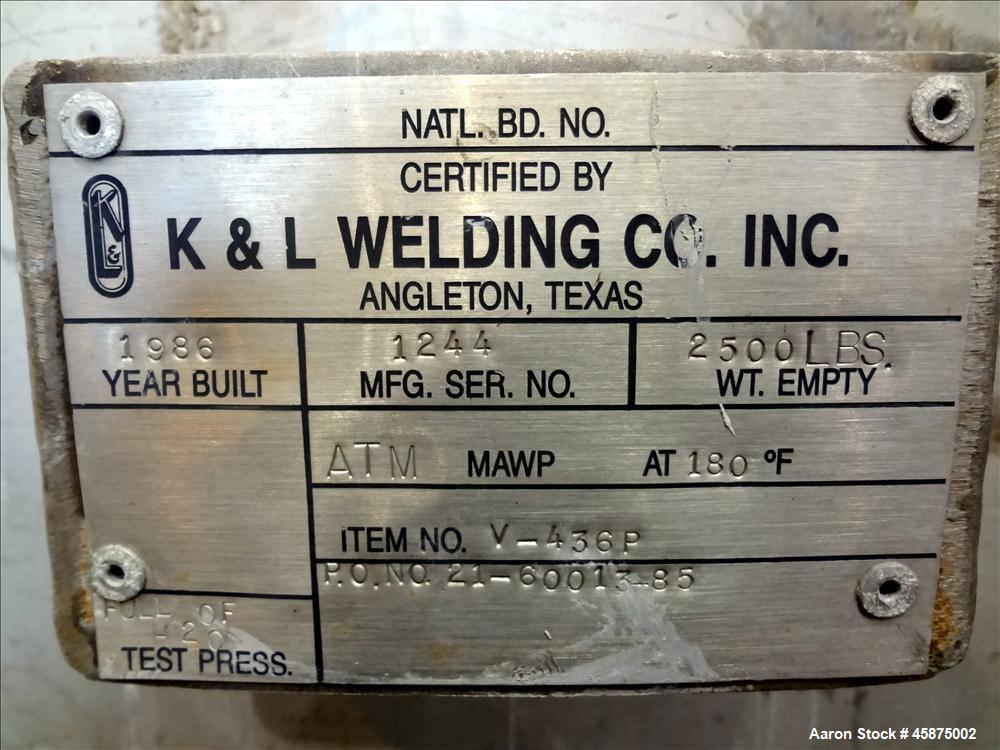 NATL. BD. NO.
CERTIFIED BY
K & L
K & L WELDING CO. INC.
ANGLETON, TEXAS
1986
YEAR BUILT
1244
MFG. SER. NO.
2500 LBS.
WT. EMPTY
ATM MAWP AT 180 ºF
ITEM NO. V-436P
P.O. NO. 21-60013-85
FULL OF
H2O
TEST PRESS.
Aaron Stock # 45875002